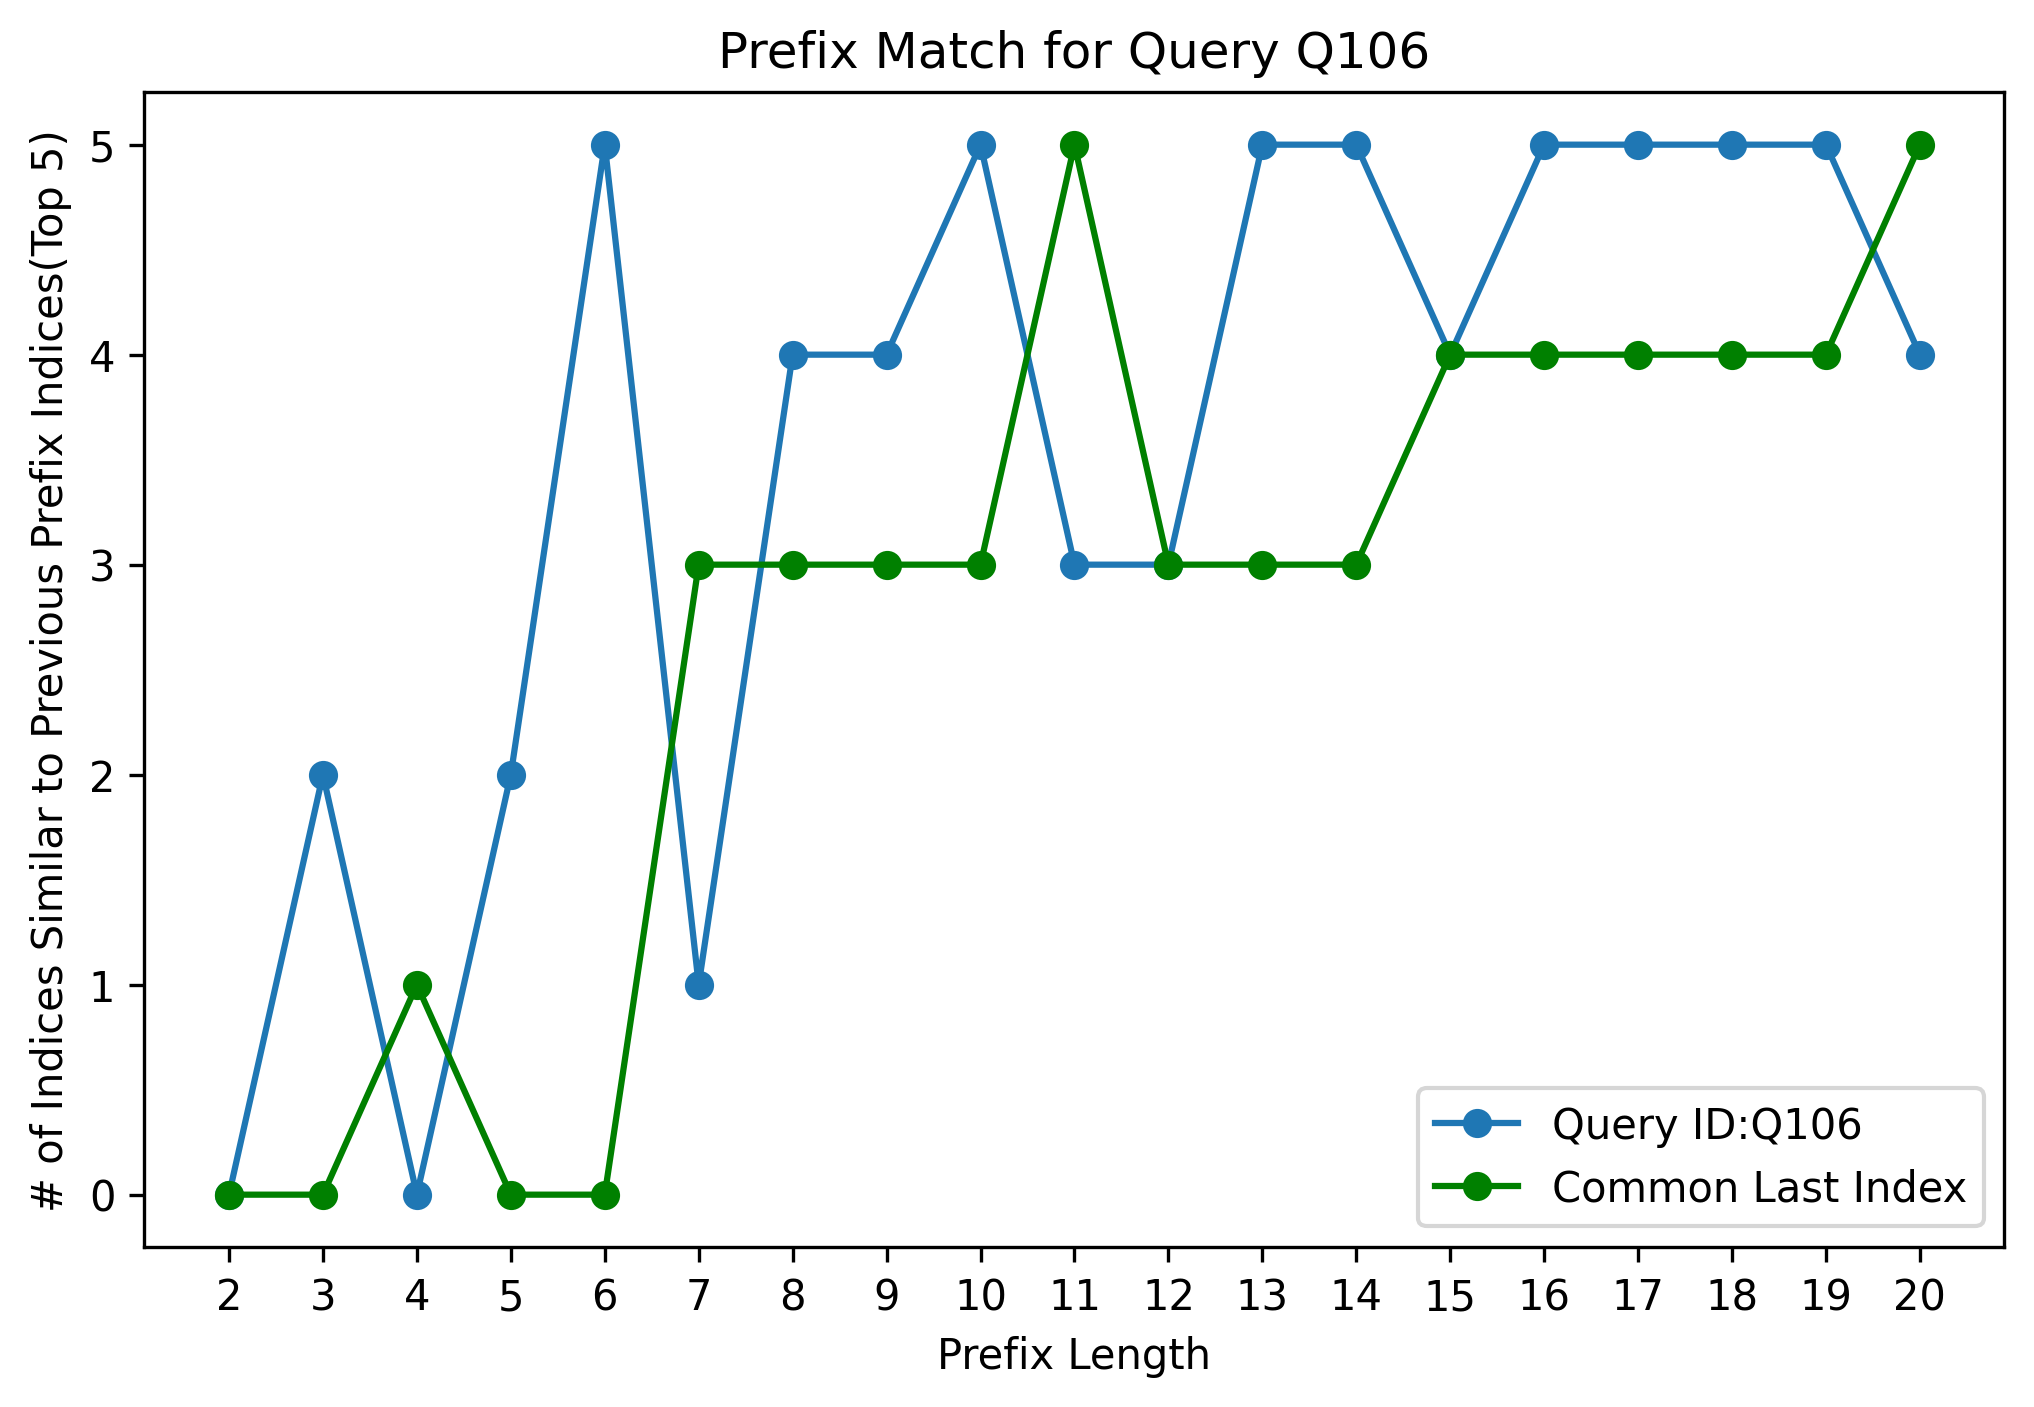 Prefix Match for Query Q106
# of Indices Similar to Previous Prefix Indices(Top 5)
5
4
3
2
1
0
2 3 4 5 6 7 8 9 10 11 12 13 14 15 16 17 18 19 20
Prefix Length
Query ID:Q106
Common Last Index